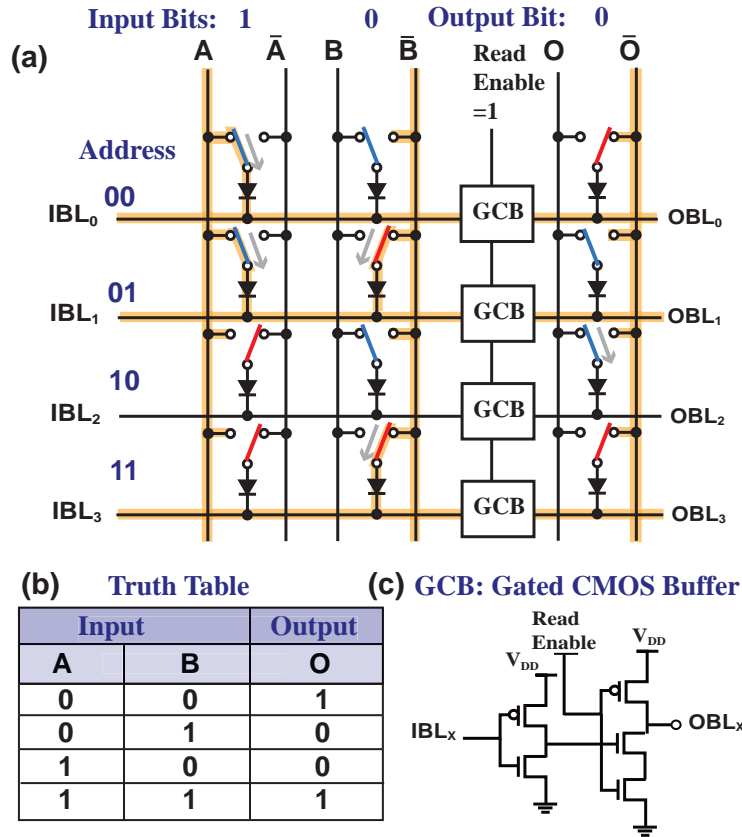 Input Bits: 1 0 Output Bit: 0
(a) A Ā B B̄ Read Enable =1 O Ō
Address
00
IBL0 GCB OBL0
01
IBL1 GCB OBL1
10
IBL2 GCB OBL2
11
IBL3 GCB OBL3
(b) Truth Table
Input Output
A B O
0 0 1
0 1 0
1 0 0
1 1 1
(c) GCB: Gated CMOS Buffer
Read
Enable
VDD VDD
IBLX OBLX